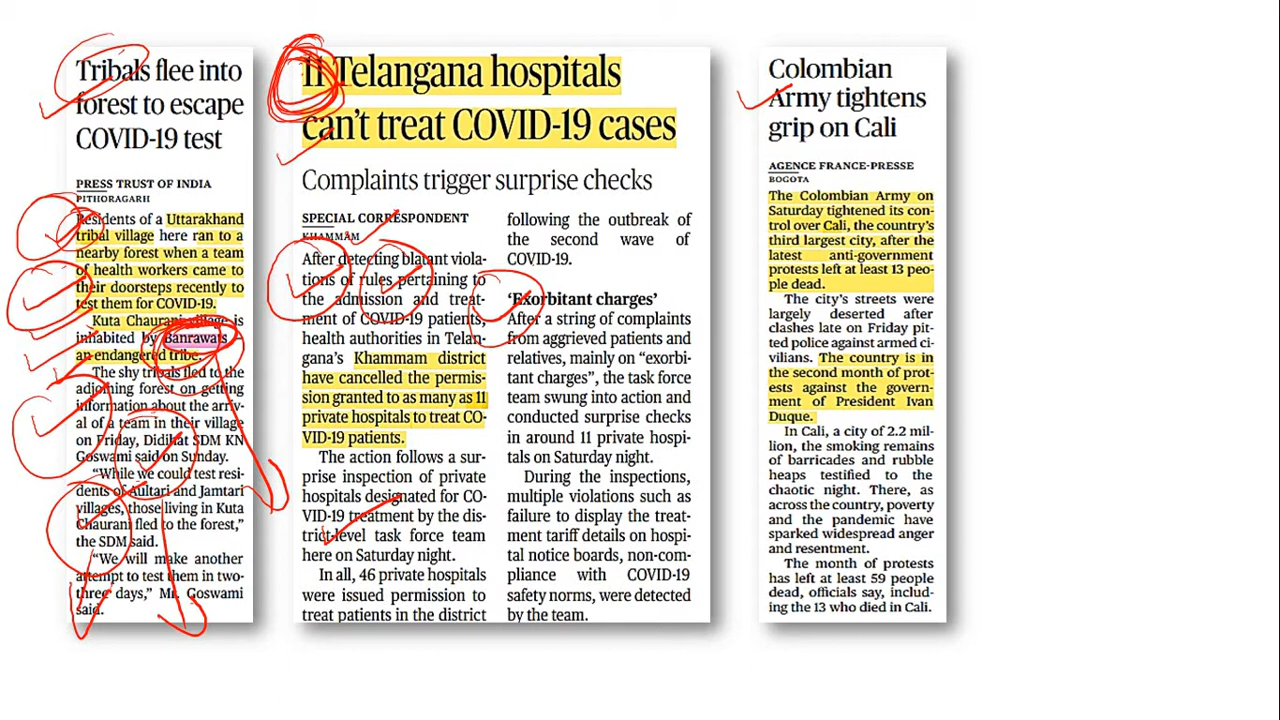 Tribals flee into
forest to escape
COVID-19 test
PRESS TRUST OF INDIA
PITHORAGARH
Residents of a Uttarakhand
tribal village here ran to a
nearby forest when a team
of health workers came to
their doorsteps recently to
test them for COVID-19.
Kuta Chaurani village is
inhabited by Banrawats –
an endangered tribe.
The shy tribals fled to the
adjoining forest on getting
information about the arriv-
al of a team in their village
on Friday, Didihat SDM KN
Goswami said on Sunday.
“While we could test resi-
dents of Aultari and Jamtari
villages, those living in Kuta
Chaurani fled to the forest,”
the SDM said.
“We will make another
attempt to test them in two-
three days,” Mr. Goswami
said.
11 Telangana hospitals
can’t treat COVID-19 cases
Complaints trigger surprise checks
SPECIAL CORRESPONDENT
KHAMMAM
After detecting blatant viola-
tions of rules pertaining to
the admission and treat-
ment of COVID-19 patients,
health authorities in Telan-
gana’s Khammam district
have cancelled the permis-
sion granted to as many as 11
private hospitals to treat CO-
VID-19 patients.
The action follows a sur-
prise inspection of private
hospitals designated for CO-
VID-19 treatment by the dis-
trict-level task force team
here on Saturday night.
In all, 46 private hospitals
were issued permission to
treat patients in the district
following the outbreak of
the second wave of
COVID-19.
‘Exorbitant charges’
After a string of complaints
from aggrieved patients and
relatives, mainly on “exorbi-
tant charges”, the task force
team swung into action and
conducted surprise checks
in around 11 private hospi-
tals on Saturday night.
During the inspections,
multiple violations such as
failure to display the treat-
ment tariff details on hospi-
tal notice boards, non-com-
pliance with COVID-19
safety norms, were detected
by the team.
Colombian
Army tightens
grip on Cali
AGENCE FRANCE-PRESSE
BOGOTA
The Colombian Army on
Saturday tightened its con-
trol over Cali, the country’s
third largest city, after the
latest anti-government
protests left at least 13 peo-
ple dead.
The city’s streets were
largely deserted after
clashes late on Friday pit-
ted police against armed ci-
vilians. The country is in
the second month of prot-
ests against the govern-
ment of President Ivan
Duque.
In Cali, a city of 2.2 mil-
lion, the smoking remains
of barricades and rubble
heaps testified to the
chaotic night. There, as
across the country, poverty
and the pandemic have
sparked widespread anger
and resentment.
The month of protests
has left at least 59 people
dead, officials say, includ-
ing the 13 who died in Cali.